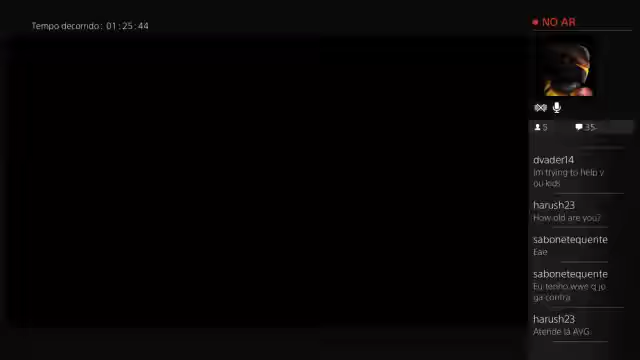 Tempo decorrido: 01:25:44
NO AR
5
35
dvader14
Im trying to help y
ou kids
harush23
How old are you?
sabonetequente
Eae
sabonetequente
Eu tenho wwe q jo
ga contra
harush23
Atende lá AVG